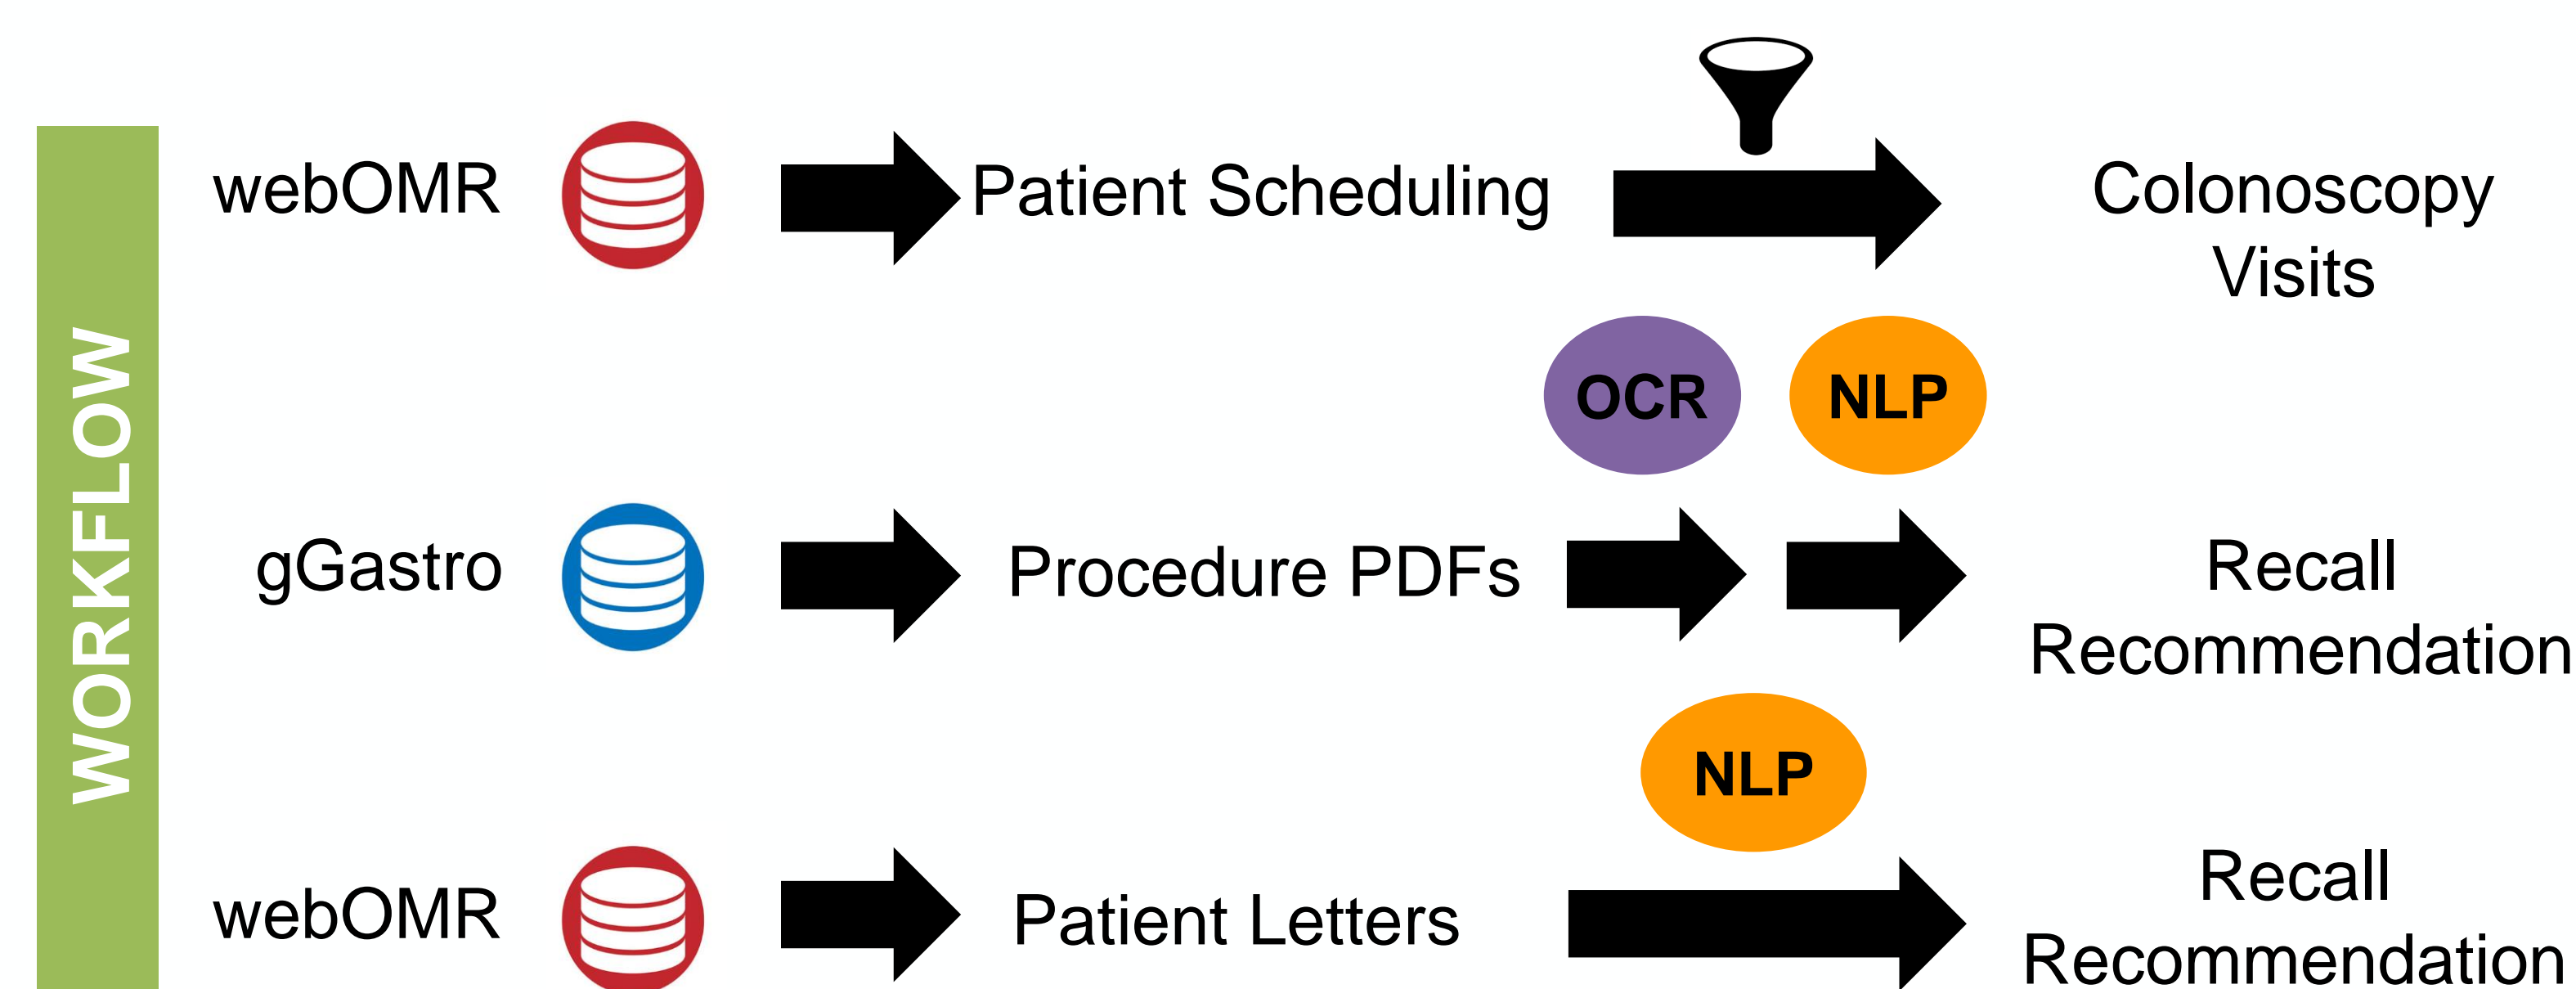 WORKFLOW
webOMR
Patient Scheduling
Colonoscopy
Visits
OCR
NLP
gGastro
Procedure PDFs
Recall
Recommendation
NLP
webOMR
Patient Letters
Recall
Recommendation